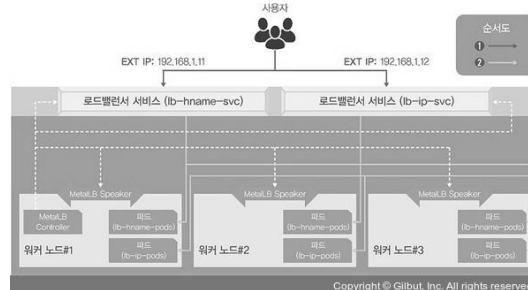 사용자
순서도
EXT IP: 192.168.1.11
EXT IP: 192.168.1.12
❶
❷
로드밸런서 서비스 (lb-hname-svc)
로드밸런서 서비스 (lb-ip-svc)
MetalLB Speaker
MetalLB Speaker
MetalLB Speaker
MetalLB
Controller
파드
(lb-hname-pods)
파드
(lb-hname-pods)
파드
(lb-hname-pods)
워커 노드#1
파드
(lb-ip-pods)
워커 노드#2
파드
(lb-ip-pods)
워커 노드#3
파드
(lb-ip-pods)
Copyright © Gilbut, Inc. All rights reserved